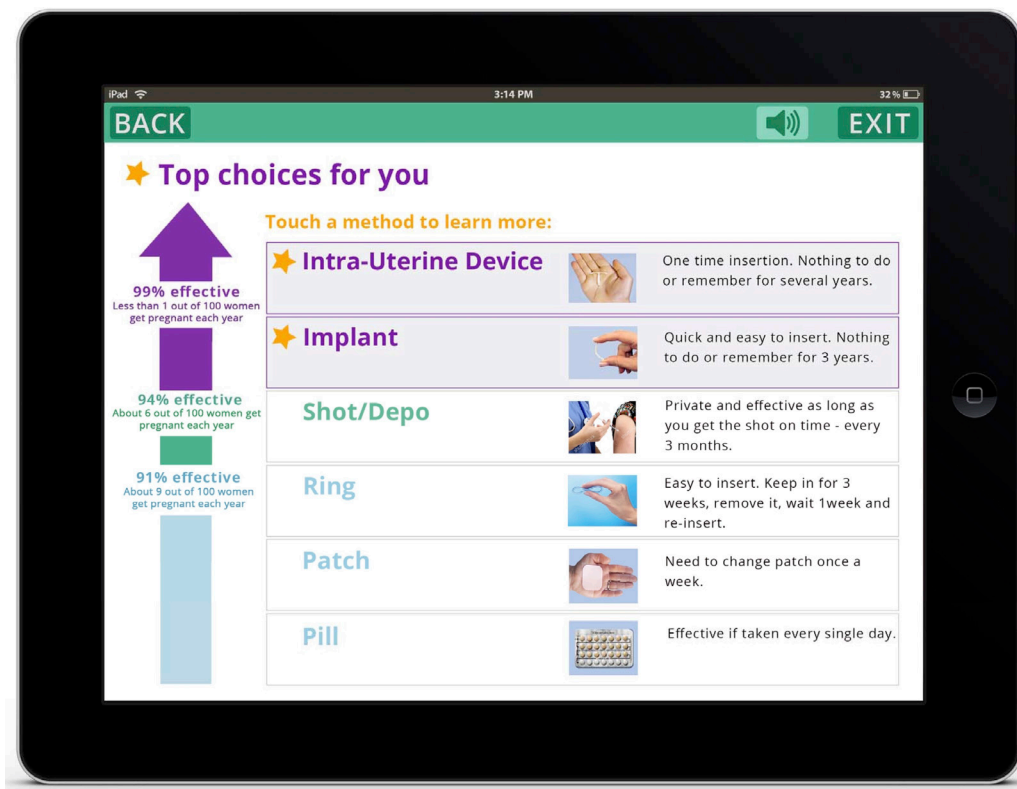 iPad
3:14 PM
32%
BACK
EXIT
Top choices for you
Touch a method to learn more:
99% effective
Less than 1 out of 100 women
get pregnant each year
94% effective
About 6 out of 100 women get
pregnant each year
91% effective
About 9 out of 100 women
get pregnant each year
Intra-Uterine Device
One time insertion. Nothing to do
or remember for several years.
Implant
Quick and easy to insert. Nothing
to do or remember for 3 years.
Shot/Depo
Private and effective as long as
you get the shot on time - every
3 months.
Ring
Easy to insert. Keep in for 3
weeks, remove it, wait 1week and
re-insert.
Patch
Need to change patch once a
week.
Pill
Effective if taken every single day.